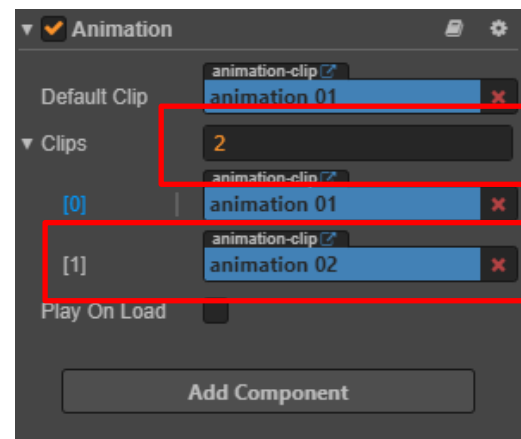 Animation
animation-clip
Default Clip animation 01
Clips 2
animation-clip
[0] animation 01
animation-clip
[1] animation 02
Play On Load
Add Component